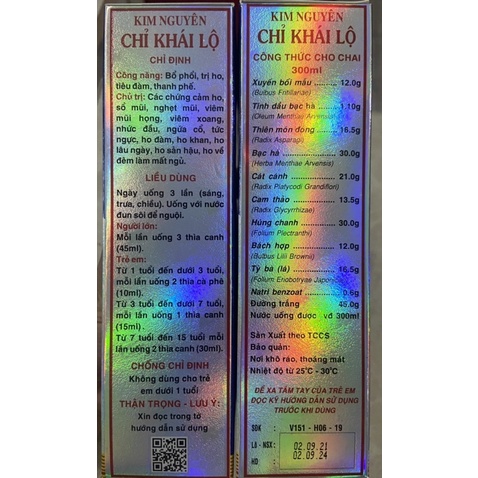 KIM NGUYÊN
CHỈ KHÁI LỘ
CHỈ ĐỊNH
Công năng: Bổ phổi, trị ho,
tiêu đàm, thanh phế.
Chủ trị: Các chứng cảm ho,
sổ mũi, nghẹt mũi, viêm
mũi họng, viêm xoang,
nhức đầu, ngứa cổ, tức
ngực, ho đàm, ho khan, ho
lâu ngày, ho sản hậu, ho về
đêm làm mất ngủ.
LIỀU DÙNG
Ngày uống 3 lần (sáng,
trưa, chiều). Uống với nước
đun sôi để nguội.
Người lớn:
Mỗi lần uống 3 thìa canh
(45ml).
Trẻ em:
Từ 1 tuổi đến dưới 3 tuổi,
mỗi lần uống 2 thìa cà phê
(10ml).
Từ 3 tuổi đến dưới 7 tuổi,
mỗi lần uống 1 thìa canh
(15ml).
Từ 7 tuổi đến 15 tuổi mỗi
lần uống 2 thìa canh (30ml).
CHỐNG CHỈ ĐỊNH
Không dùng cho trẻ
em dưới 1 tuổi
THẬN TRỌNG - LƯU Ý:
Xin đọc trong tờ
hướng dẫn sử dụng
KIM NGUYÊN
CHỈ KHÁI LỘ
CÔNG THỨC CHO CHAI
300ml
Xuyên bối mẫu 12.0g
(Bulbus Fritillariae)
Tinh dầu bạc hà 1.10g
(Oleum Menthae Arvensis)
Thiên môn đông 16.5g
(Radix Asparagi)
Bạc hà 30.0g
(Herba Menthae Arvensis)
Cát cánh 21.0g
(Radix Platycodi Grandiflori)
Cam thảo 13.5g
(Radix Glycyrrhizae)
Húng chanh 30.0g
(Folium Plectranthi)
Bách hợp 12.0g
(Bulbus Lilii Brownii)
Tỳ bà (lá) 16.5g
(Folium Eriobotryae Japonicae)
Natri benzoat 0.6g
Đường trắng 45.0g
Nước uống được vđ 300ml
Sản Xuất theo TCCS
Bảo quản:
Nơi khô ráo, thoáng mát
Nhiệt độ từ 25°C - 30°C
ĐỂ XA TẦM TAY CỦA TRẺ EM
ĐỌC KỸ HƯỚNG DẪN SỬ DỤNG
TRƯỚC KHI DÙNG
SĐK : V151 - H06 - 19
Lô - NSX: 02.09.21
HD : 02.09.24